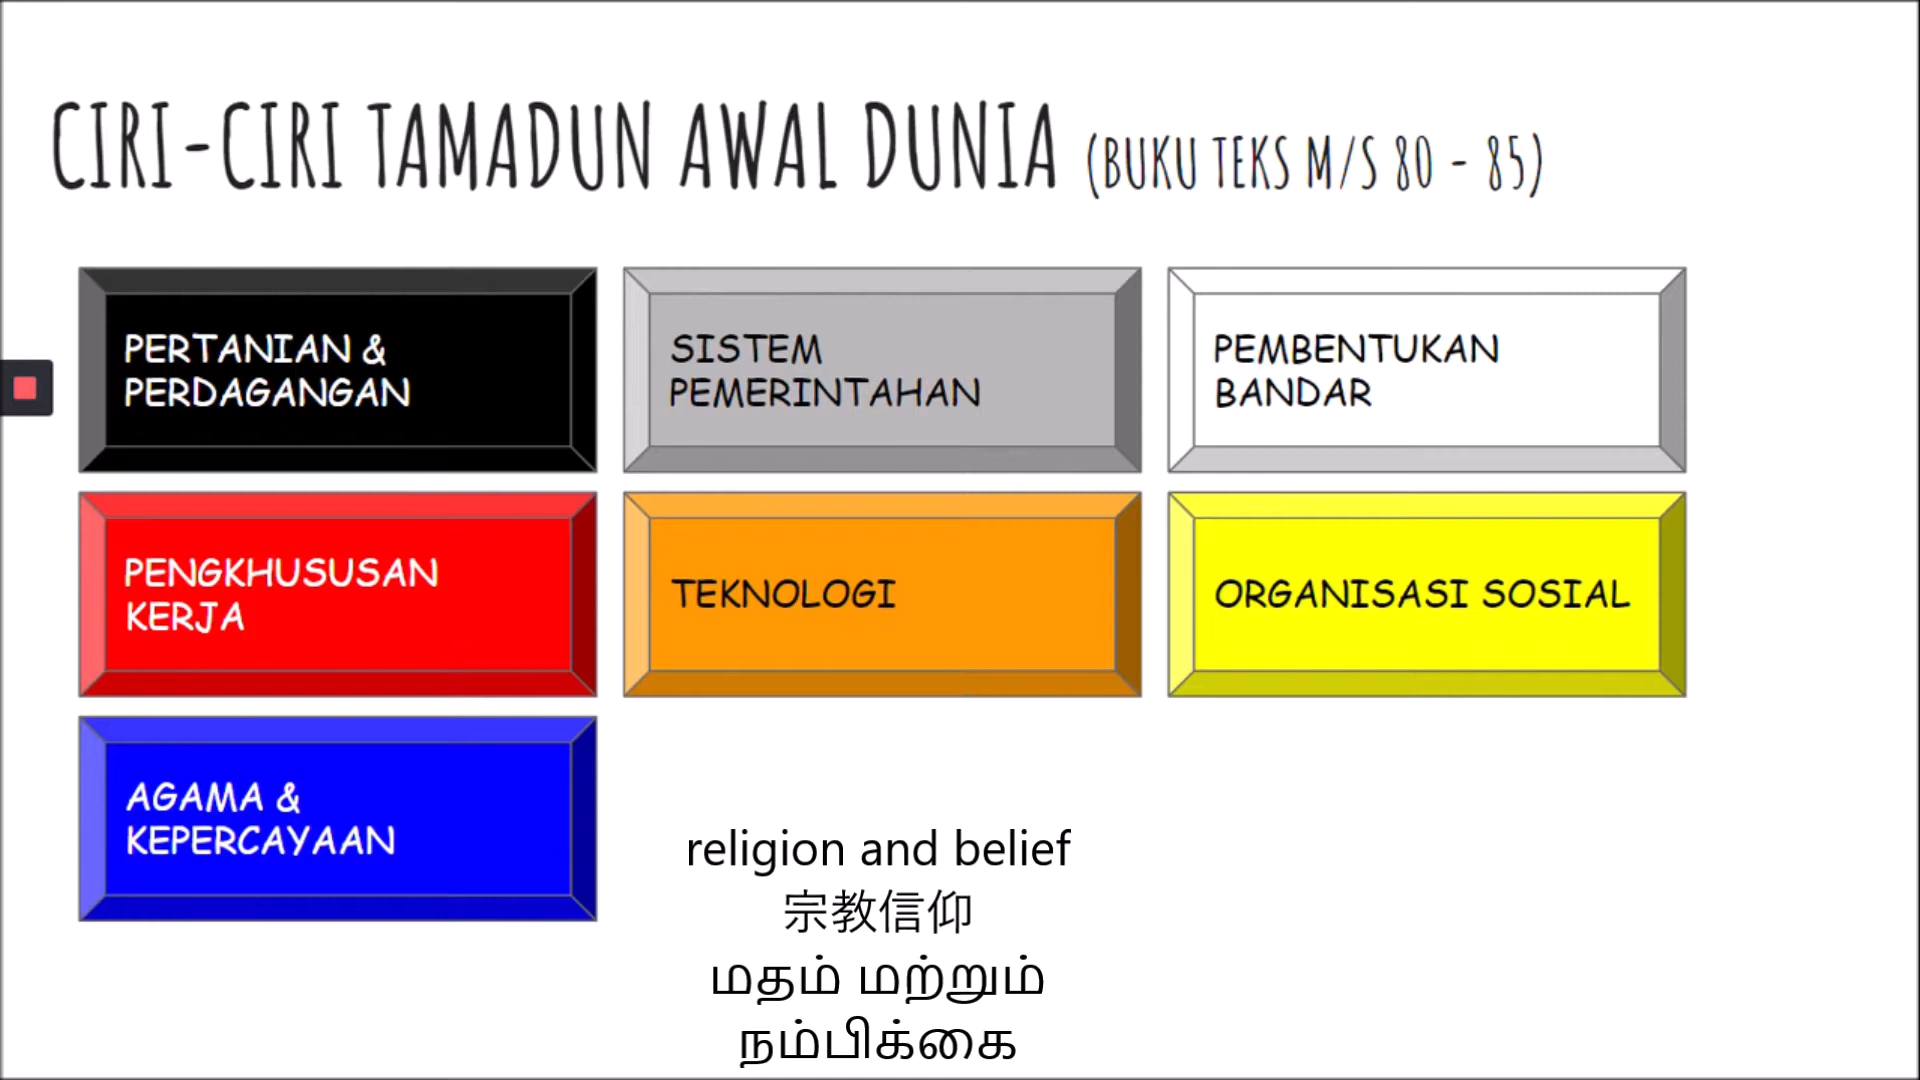 CIRI-CIRI TAMADUN AWAL DUNIA (BUKU TEKS M/S 80 - 85)
PERTANIAN &
PERDAGANGAN
SISTEM
PEMERINTAHAN
PEMBENTUKAN
BANDAR
PENGKHUSUSAN
KERJA
TEKNOLOGI
ORGANISASI SOSIAL
AGAMA &
KEPERCAYAAN
religion and belief
宗教信仰
மதம் மற்றும்
நம்பிக்கை